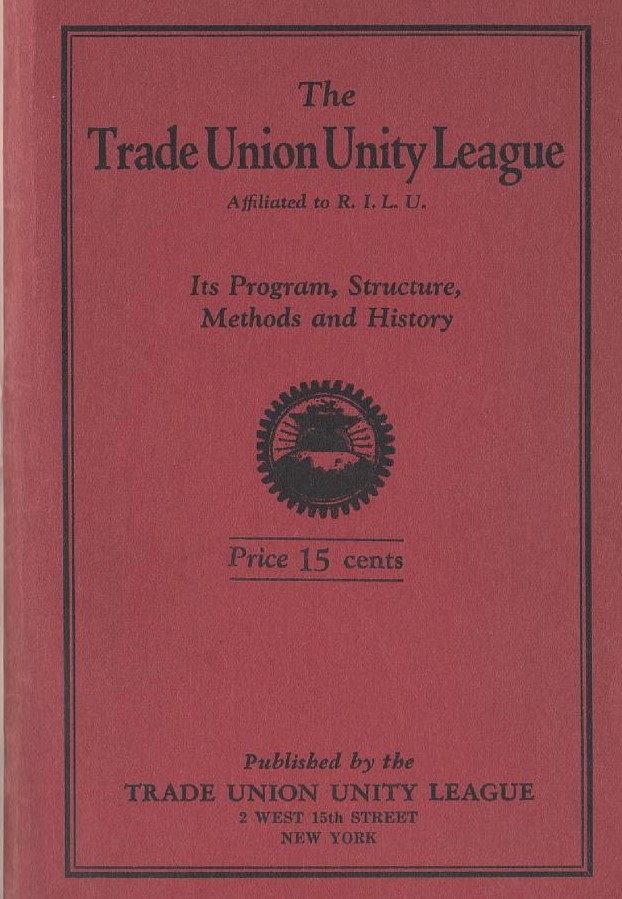 The
Trade Union Unity League
Affiliated to R. I. L. U.
Its Program, Structure,
Methods and History
Price 15 cents
Published by the
TRADE UNION UNITY LEAGUE
2 WEST 15th STREET
NEW YORK